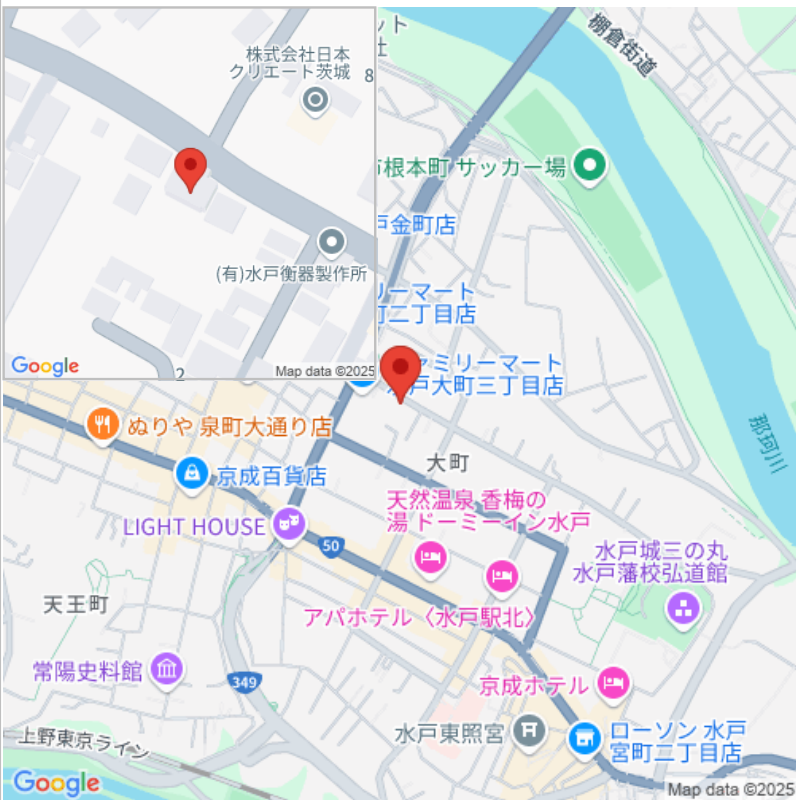 株式会社日本
クリエート茨城
8
(有)水戸衡器製作所
2
Google
Map data ©2025
ット
社
棚倉街道
根本町 サッカー場
戸金町店
リーマート
町二丁目店
ァミリーマート
水戸大町三丁目店
ぬりや 泉町大通り店
京成百貨店
大町
那珂川
天然温泉 香梅の
湯 ドーミーイン水戸
LIGHT HOUSE
50
水戸城三の丸
水戸藩校弘道館
天王町
アパホテル〈水戸駅北〉
常陽史料館
349
京成ホテル
水戸東照宮
ローソン 水戸
宮町二丁目店
上野東京ライン
Google
Map data ©2025